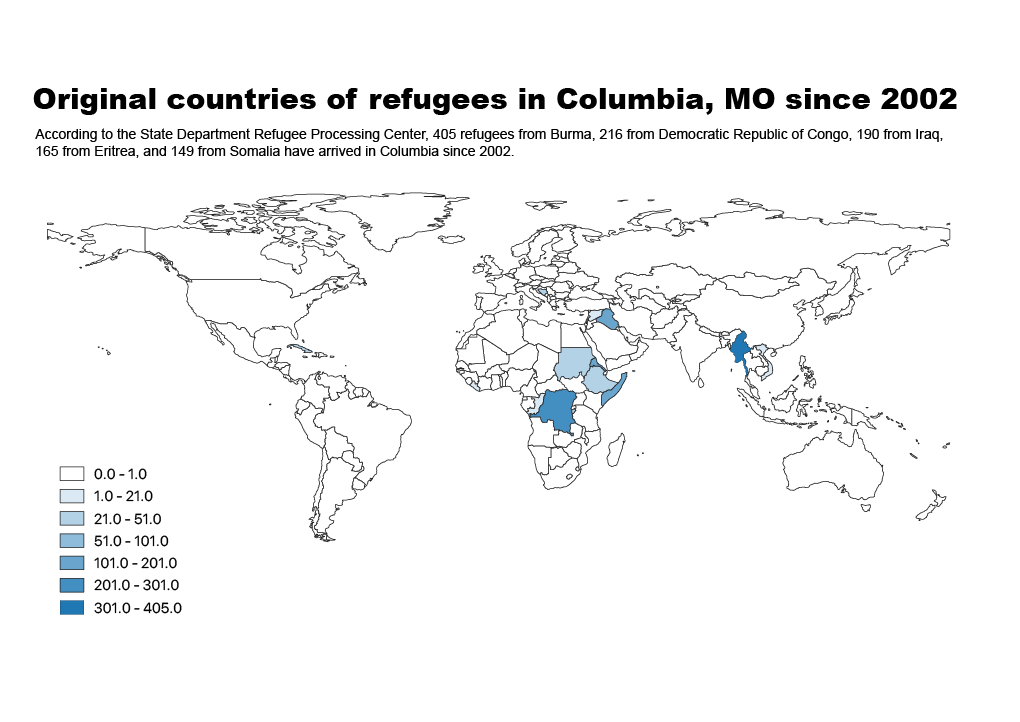 Original countries of refugees in Columbia, MO since 2002
According to the State Department Refugee Processing Center, 405 refugees from Burma, 216 from Democratic Republic of Congo, 190 from Iraq,
165 from Eritrea, and 149 from Somalia have arrived in Columbia since 2002.
0.0 - 1.0
1.0 - 21.0
21.0 - 51.0
51.0 - 101.0
101.0 - 201.0
201.0 - 301.0
301.0 - 405.0